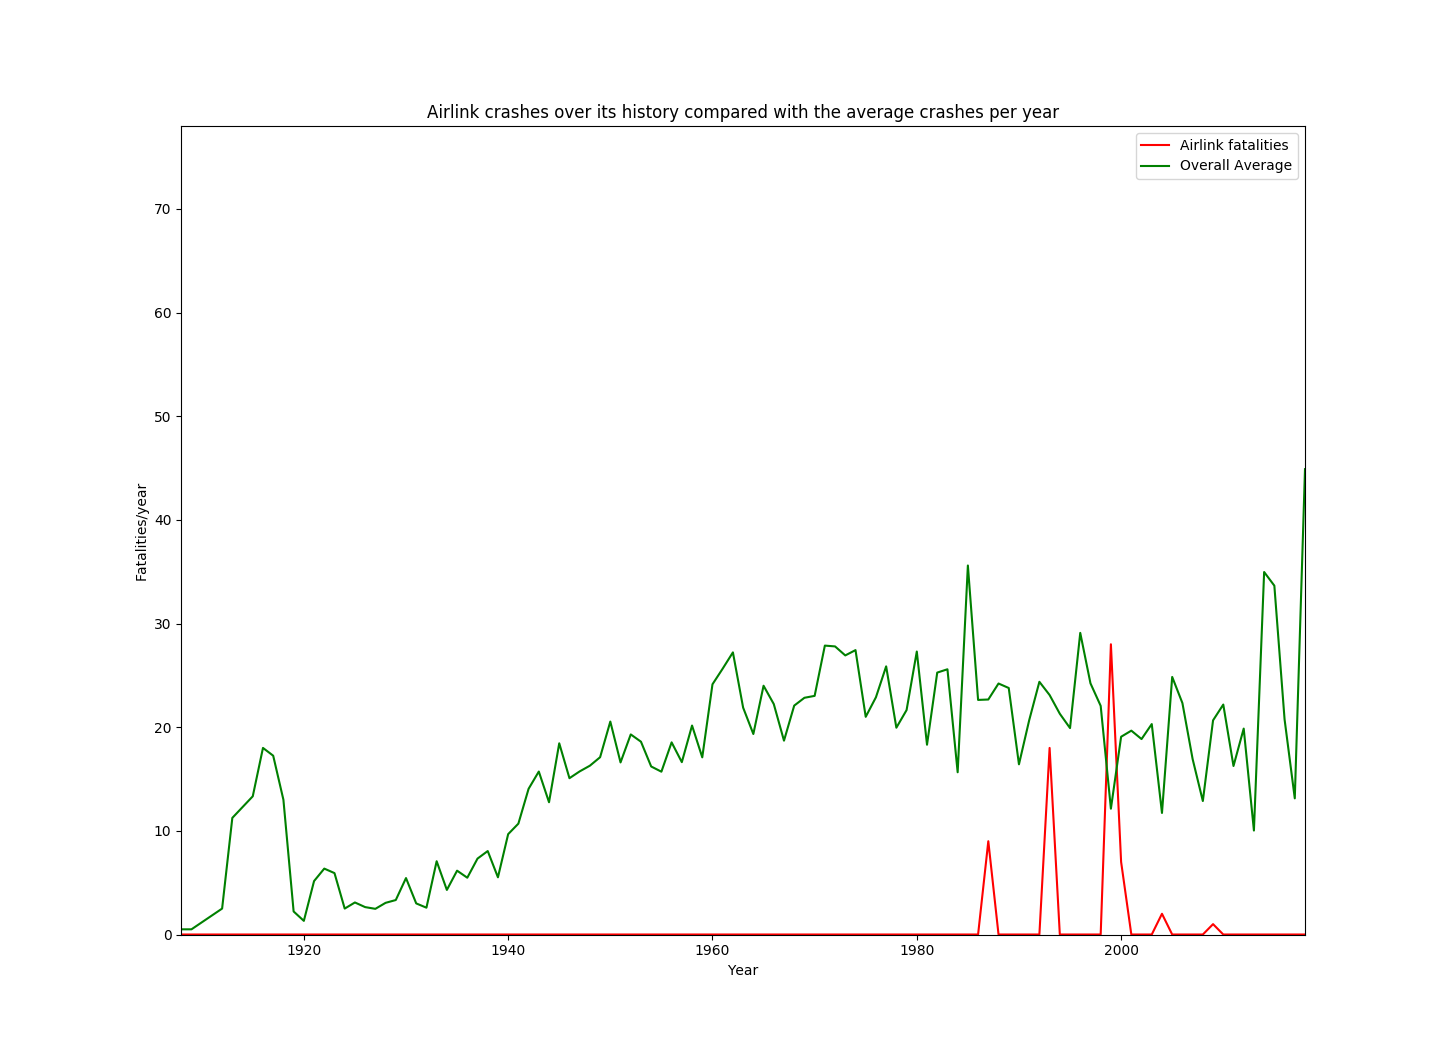 Airlink crashes over its history compared with the average crashes per year
Airlink fatalities
Overall Average
70
60
50
40
30
20
10
0
Fatalities/year
1920
1940
1960
1980
2000
Year